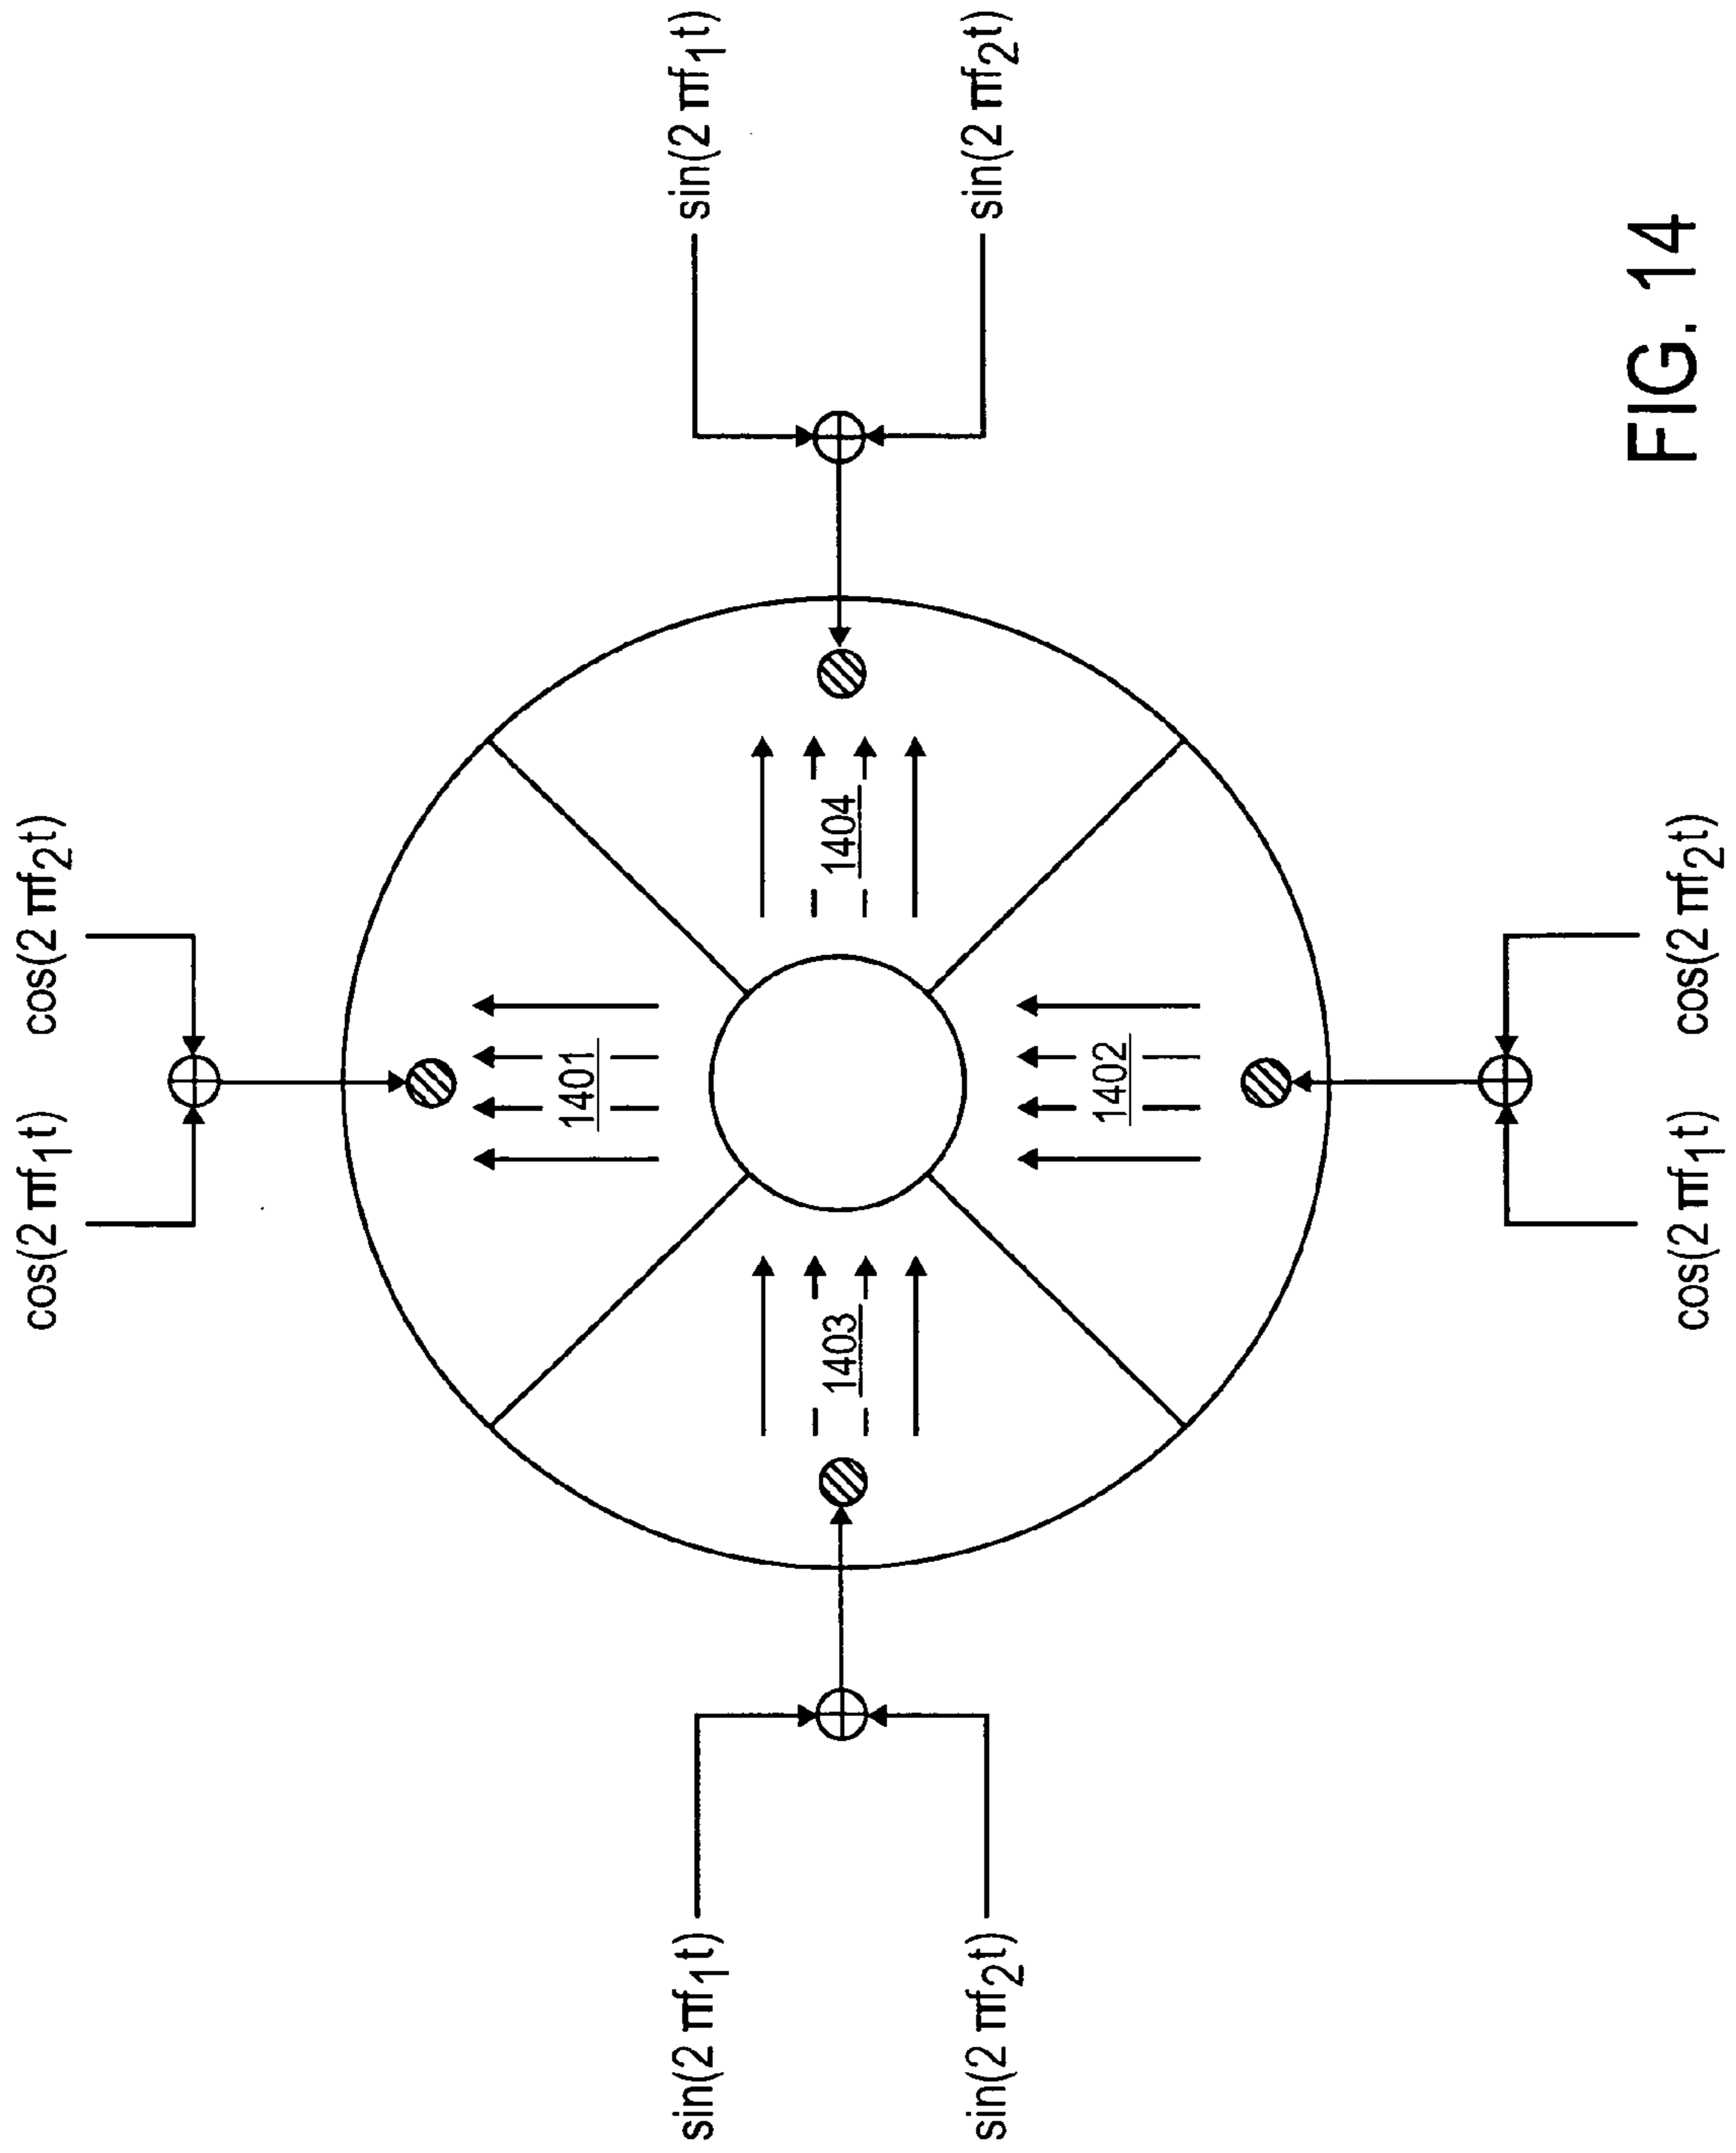 cos(2 πf₁t)
cos(2 πf₂t)
1401
sin(2 πf₁t)
sin(2 πf₁t)
1403
1404
sin(2 πf₂t)
sin(2 πf₂t)
1402
cos(2 πf₁t)
cos(2 πf₂t)
FIG. 14